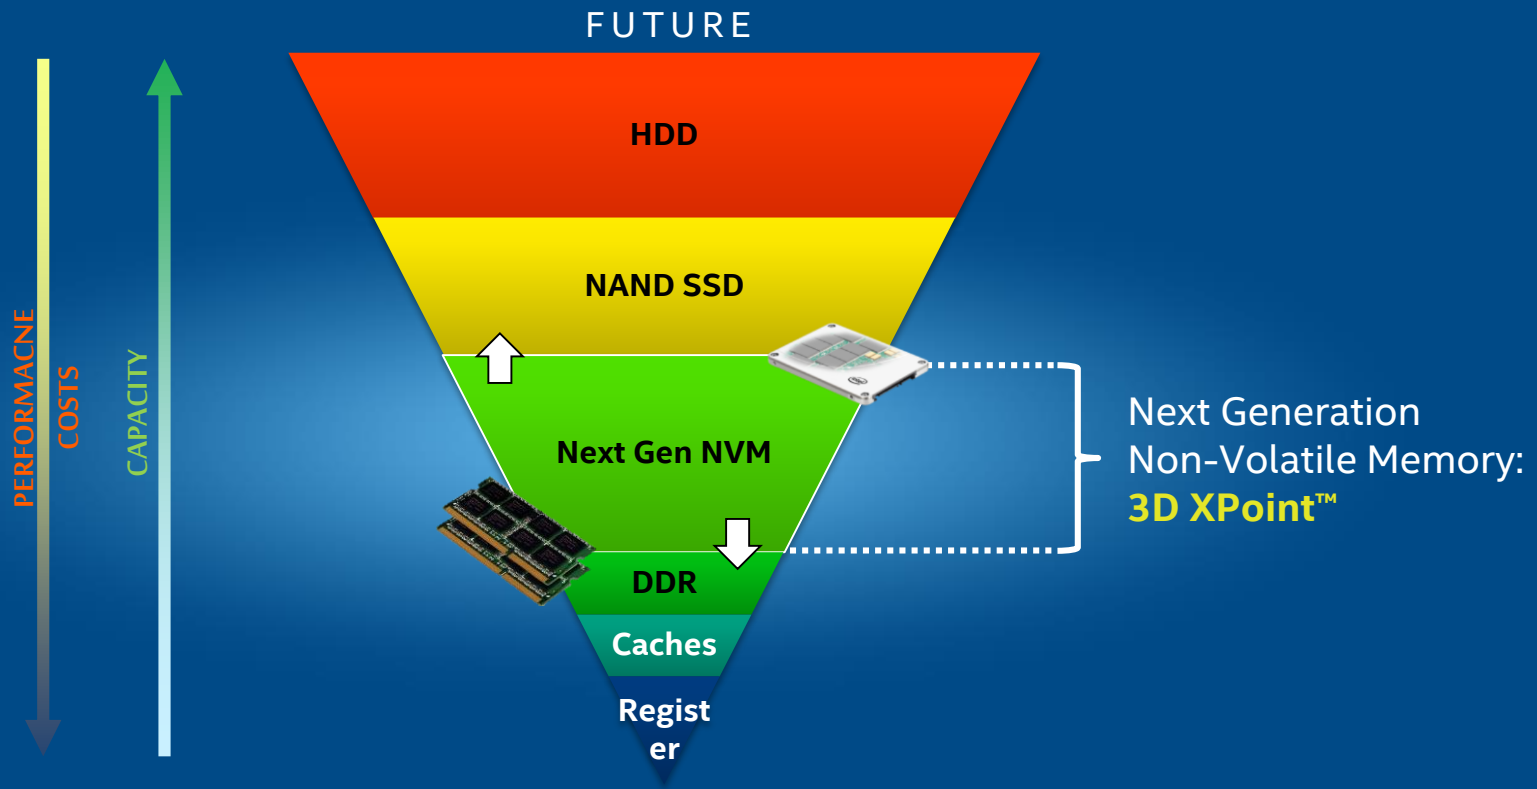 FUTURE
HDD
NAND SSD
Next Gen NVM
DDR
Caches
Regist
er
PERFORMACNE
COSTS
CAPACITY
Next Generation
Non-Volatile Memory:
3D XPoint™